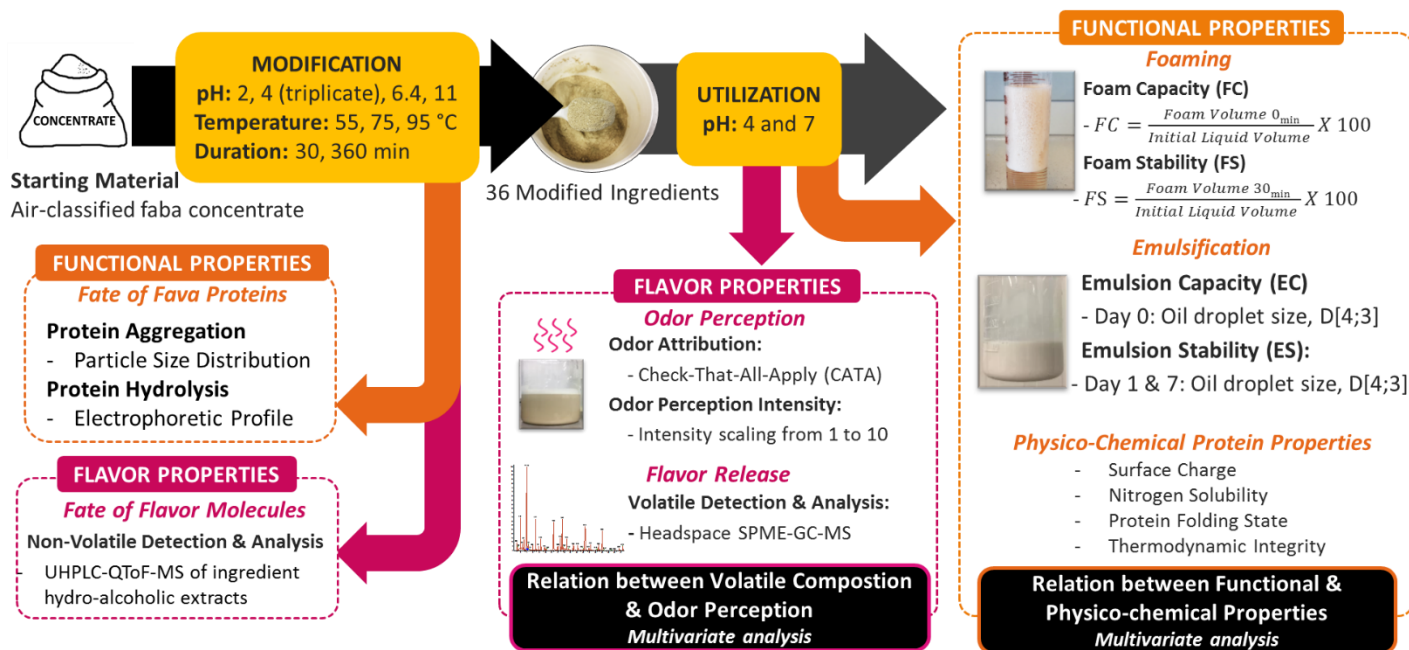 CONCENTRATE
Starting Material
Air-classified faba concentrate
MODIFICATION
pH: 2, 4 (triplicate), 6.4, 11
Temperature: 55, 75, 95 °C
Duration: 30, 360 min
36 Modified Ingredients
UTILIZATION
pH: 4 and 7
FUNCTIONAL PROPERTIES
Fate of Fava Proteins
Protein Aggregation
- Particle Size Distribution
Protein Hydrolysis
- Electrophoretic Profile
FLAVOR PROPERTIES
Fate of Flavor Molecules
Non-Volatile Detection & Analysis
- UHPLC-QToF-MS of ingredient
hydro-alcoholic extracts
FLAVOR PROPERTIES
Odor Perception
Odor Attribution:
- Check-That-All-Apply (CATA)
Odor Perception Intensity:
- Intensity scaling from 1 to 10
Flavor Release
Volatile Detection & Analysis:
- Headspace SPME-GC-MS
Relation between Volatile Compostion
& Odor Perception
Multivariate analysis
FUNCTIONAL PROPERTIES
Foaming
Foam Capacity (FC)
- FC = Foam Volume 0min / Initial Liquid Volume X 100
Foam Stability (FS)
- FS = Foam Volume 30min / Initial Liquid Volume X 100
Emulsification
Emulsion Capacity (EC)
- Day 0: Oil droplet size, D[4;3]
Emulsion Stability (ES):
- Day 1 & 7: Oil droplet size, D[4;3]
Physico-Chemical Protein Properties
- Surface Charge
- Nitrogen Solubility
- Protein Folding State
- Thermodynamic Integrity
Relation between Functional &
Physico-chemical Properties
Multivariate analysis